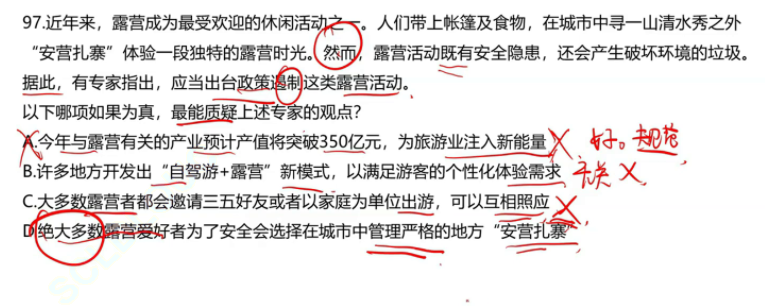 97.近年来，露营成为最受欢迎的休闲活动之一。人们带上帐篷及食物，在城市中寻一山清水秀之外
“安营扎寨”体验一段独特的露营时光。然而，露营活动既有安全隐患，还会产生破坏环境的垃圾。
据此，有专家指出，应当出台政策遏制这类露营活动。
以下哪项如果为真，最能质疑上述专家的观点？
A.今年与露营有关的产业预计产值将突破350亿元，为旅游业注入新能量 X 好。规范
B.许多地方开发出“自驾游+露营”新模式，以满足游客的个性化体验需求 无关 X
C.大多数露营者都会邀请三五好友或者以家庭为单位出游，可以互相照应 X
D.绝大多数露营爱好者为了安全会选择在城市中管理严格的地方“安营扎寨”